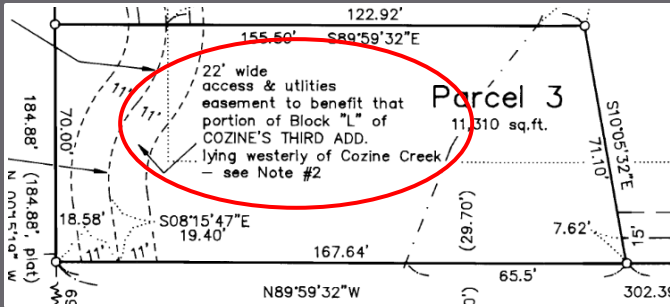 122.92'
155.50' S89°59'32"E
22' wide
access & utlities
easement to benefit that
portion of Block "L" of
COZINE'S THIRD ADD.
lying westerly of Cozine Creek
– see Note #2
Parcel 3
11,310 sq.ft.
11'
11'
184.88'
(184.88', plat)
70.00'
S10°05'32"E
71.10'
18.58'
S08°15'47"E
19.40'
11'
11'
167.64'
(29.70')
7.62'
15'
65.5'
N89°59'32"W
302.39